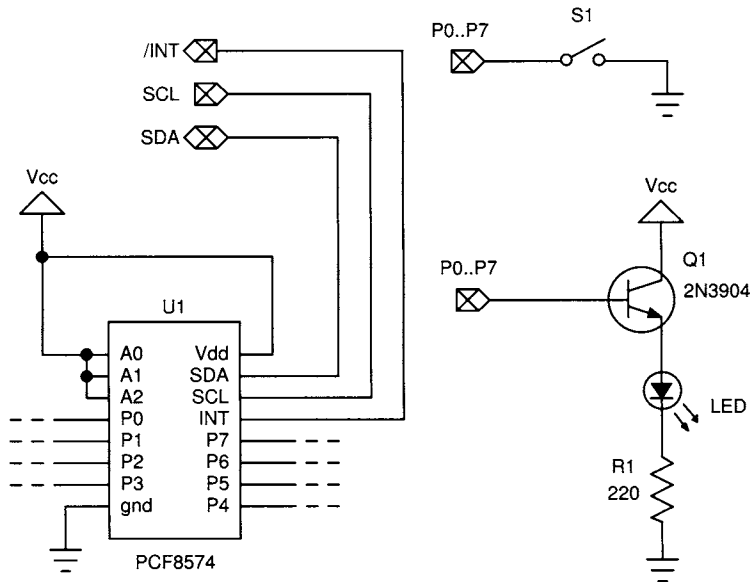 /INT
SCL
SDA
Vcc
U1
A0
A1
A2
P0
P1
P2
P3
gnd
Vdd
SDA
SCL
INT
P7
P6
P5
P4
PCF8574
P0..P7
S1
Vcc
P0..P7
Q1
2N3904
LED
R1
220